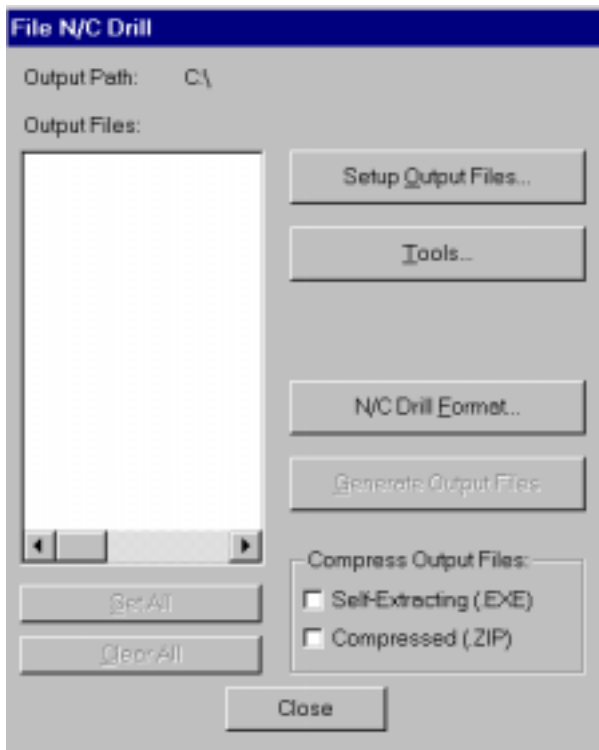 File N/C Drill
Output Path: C:\
Output Files:
Setup Output Files...
Tools...
N/C Drill Format...
Generate Output Files
Compress Output Files:
Self-Extracting (.EXE)
Compressed (.ZIP)
Set All
Clear All
Close